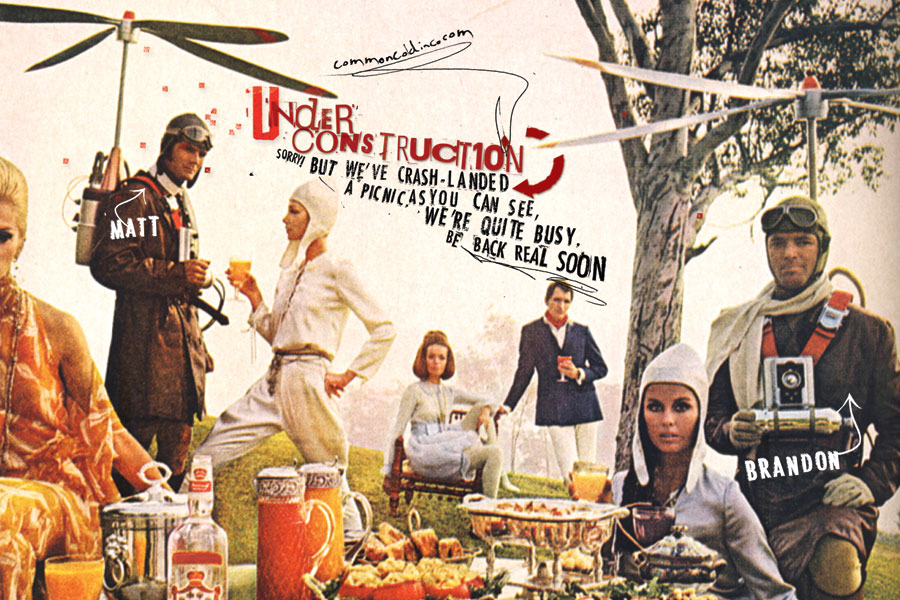 commoncoldinc.com
UNDER
CONSTRUCTION
SORRY! BUT WE'VE CRASH-LANDED
A PICNIC, AS YOU CAN SEE,
WE'RE QUITE BUSY.
BE BACK REAL SOON
MATT
BRANDON